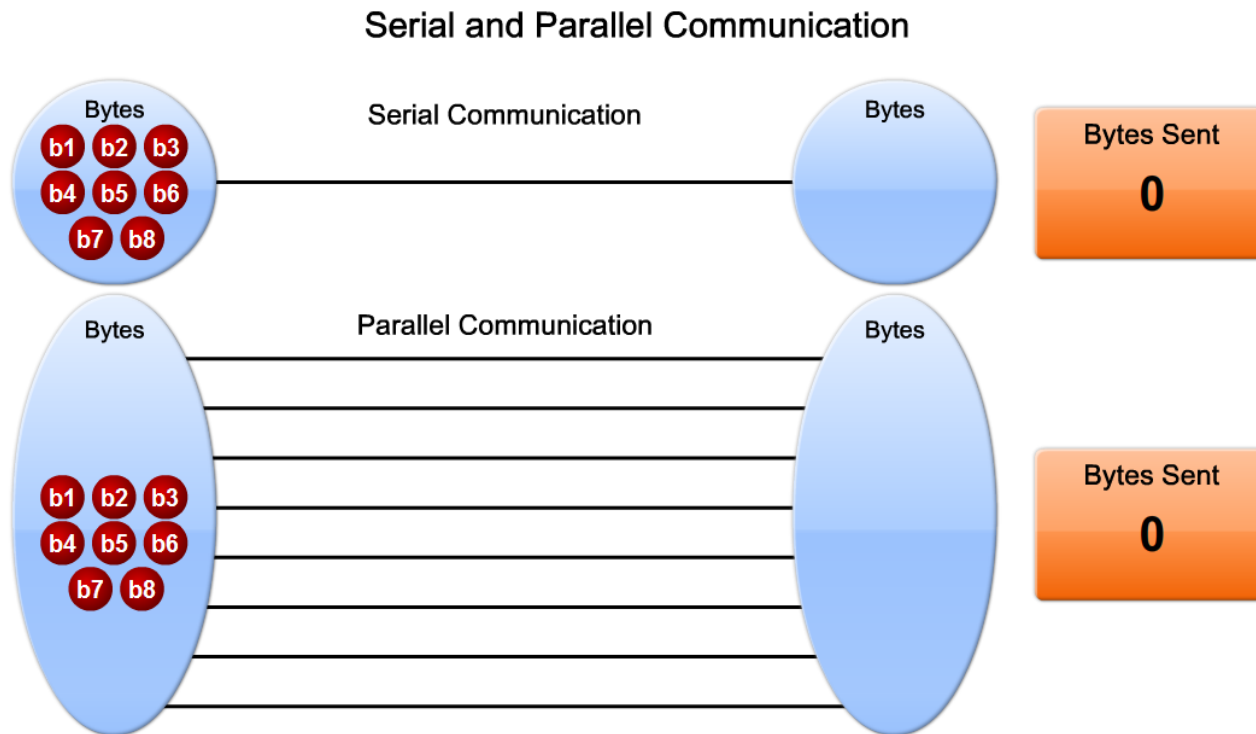 Serial and Parallel Communication
Bytes
Serial Communication
Bytes
Bytes Sent
0
b1 b2 b3
b4 b5 b6
b7 b8
Bytes
Parallel Communication
Bytes
Bytes Sent
0
b1 b2 b3
b4 b5 b6
b7 b8